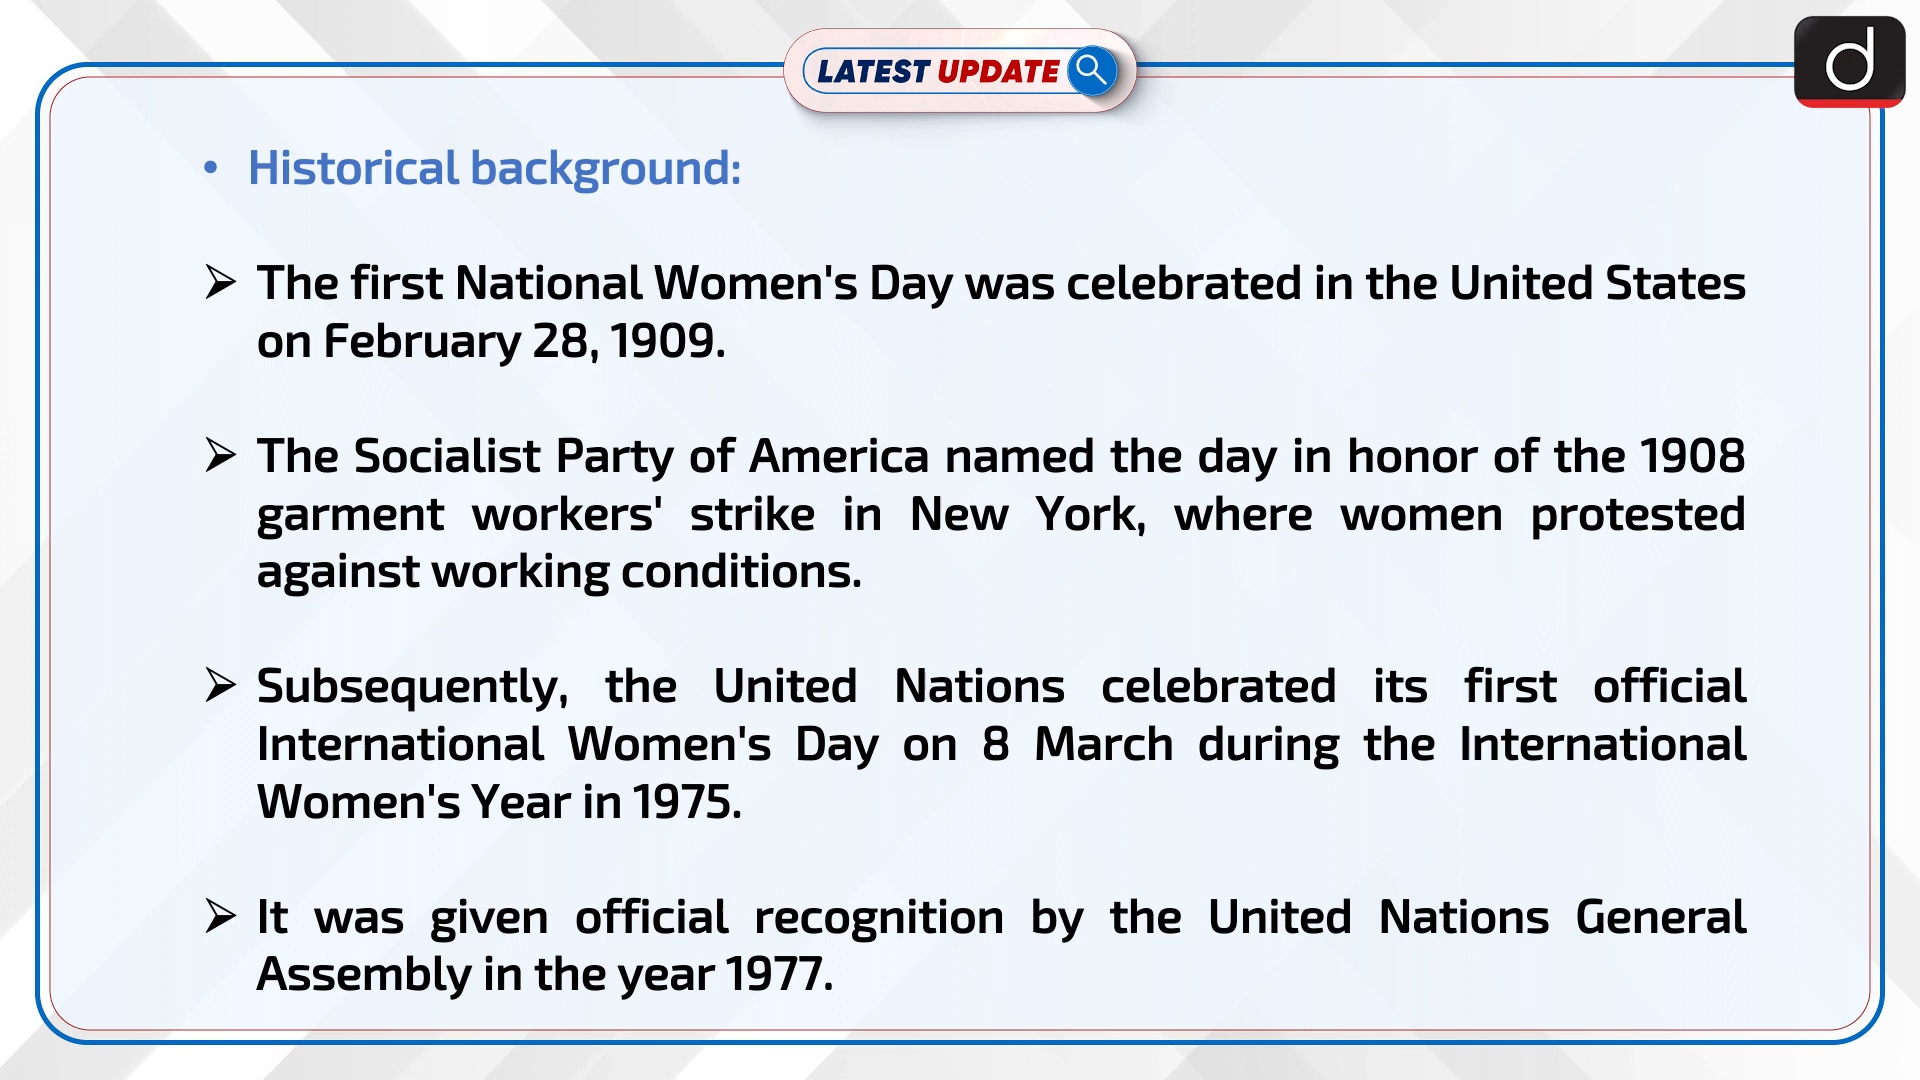 LATEST UPDATE
d
• Historical background:
➢ The first National Women's Day was celebrated in the United States
on February 28, 1909.
➢ The Socialist Party of America named the day in honor of the 1908
garment workers' strike in New York, where women protested
against working conditions.
➢ Subsequently, the United Nations celebrated its first official
International Women's Day on 8 March during the International
Women's Year in 1975.
➢ It was given official recognition by the United Nations General
Assembly in the year 1977.